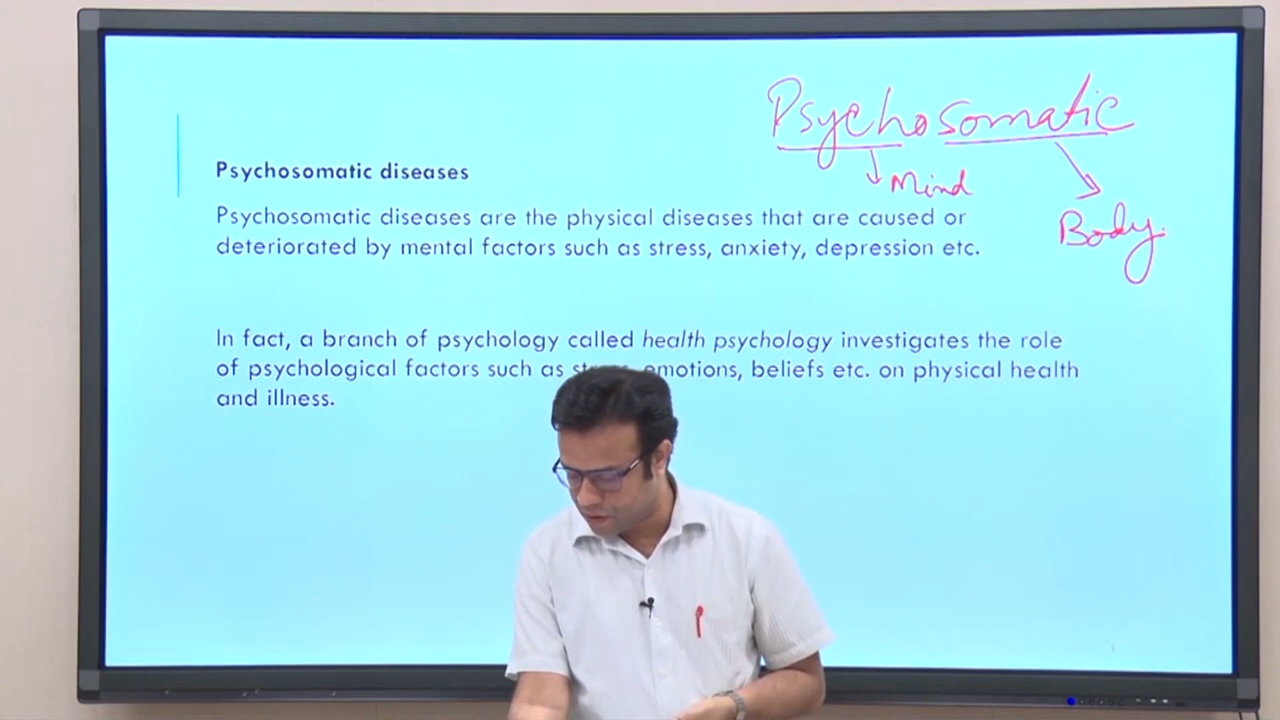 Psychosomatic
Mind
Body.
Psychosomatic diseases
Psychosomatic diseases are the physical diseases that are caused or
deteriorated by mental factors such as stress, anxiety, depression etc.
In fact, a branch of psychology called health psychology investigates the role
of psychological factors such as emotions, beliefs etc. on physical health
and illness.